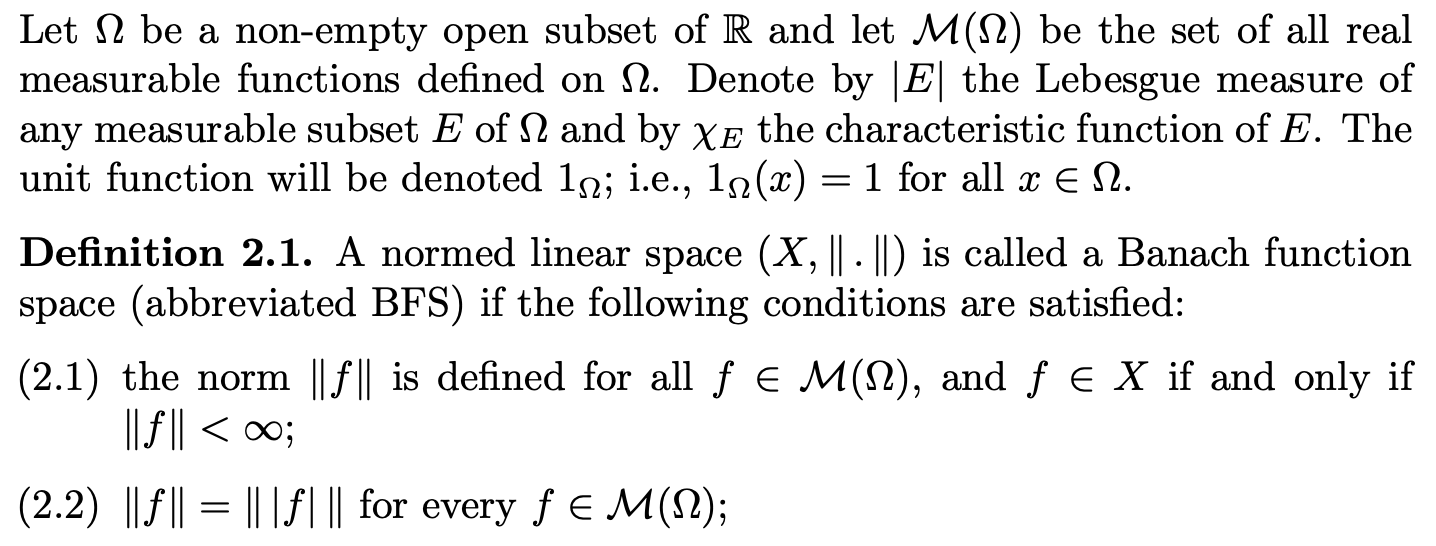 Let Ω be a non-empty open subset of ℝ and let ℳ(Ω) be the set of all real
measurable functions defined on Ω. Denote by |E| the Lebesgue measure of
any measurable subset E of Ω and by χ_E the characteristic function of E. The
unit function will be denoted 1_Ω; i.e., 1_Ω(x) = 1 for all x ∈ Ω.
Definition 2.1. A normed linear space (X, ‖ . ‖) is called a Banach function
space (abbreviated BFS) if the following conditions are satisfied:
(2.1) the norm ‖f‖ is defined for all f ∈ ℳ(Ω), and f ∈ X if and only if
‖f‖ < ∞;
(2.2) ‖f‖ = ‖ |f| ‖ for every f ∈ ℳ(Ω);